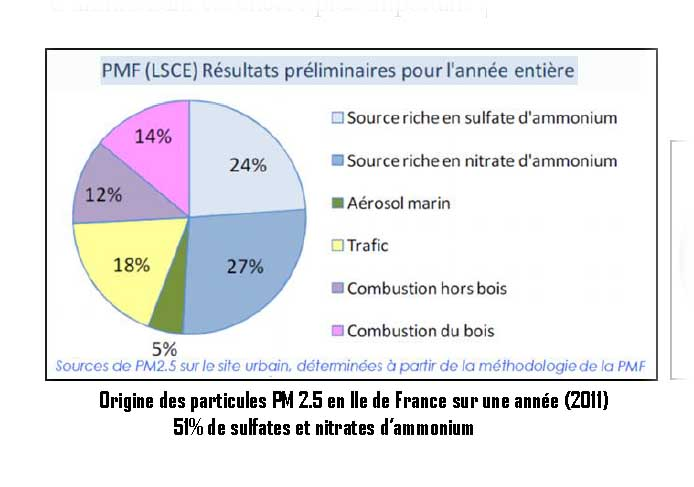 PMF (LSCE) Résultats préliminaires pour l'année entière
14%
24%
12%
18%
27%
5%
Source riche en sulfate d'ammonium
Source riche en nitrate d'ammonium
Aérosol marin
Trafic
Combustion hors bois
Combustion du bois
Sources de PM2.5 sur le site urbain, déterminées à partir de la méthodologie de la PMF
Origine des particules PM 2.5 en Ile de France sur une année (2011)
51% de sulfates et nitrates d'ammonium